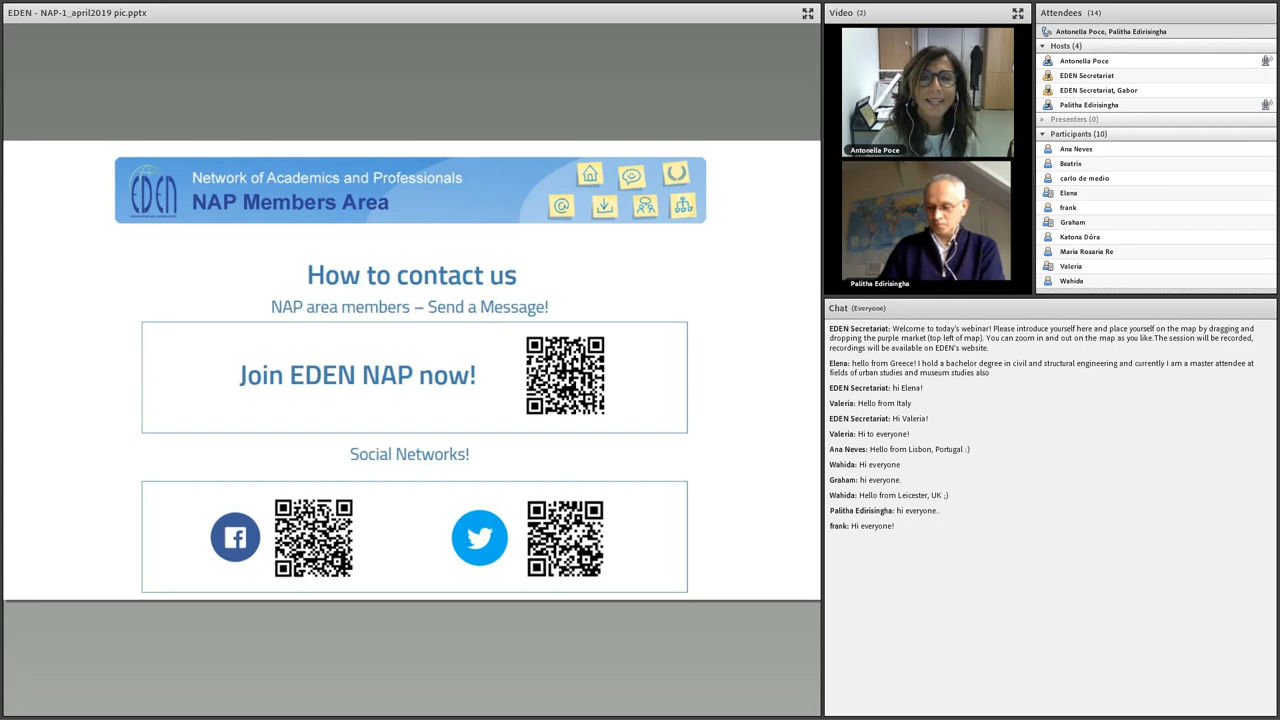 EDEN - NAP-1_april2019 pic.pptx
EDEN
Network of Academics and Professionals
NAP Members Area
How to contact us
NAP area members – Send a Message!
Join EDEN NAP now!
Social Networks!
Video (2)
Antonella Poce
Palitha Edirisingha
Attendees (14)
Antonella Poce, Palitha Edirisingha
Hosts (4)
Antonella Poce
EDEN Secretariat
EDEN Secretariat, Gabor
Palitha Edirisingha
Presenters (0)
Participants (10)
Ana Neves
Beatrix
carlo de medio
Elena
frank
Graham
Katona Dóra
Maria Rosaria Re
Valeria
Wahida
Chat (Everyone)
EDEN Secretariat: Welcome to today's webinar! Please introduce yourself here and place yourself on the map by dragging and
dropping the purple market (top left of map). You can zoom in and out on the map as you like.The session will be recorded,
recordings will be available on EDEN's website.
Elena: hello from Greece! I hold a bachelor degree in civil and structural engineering and currently I am a master attendee at
fields of urban studies and museum studies also
EDEN Secretariat: hi Elena!
Valeria: Hello from Italy
EDEN Secretariat: Hi Valeria!
Valeria: Hi to everyone!
Ana Neves: Hello from Lisbon, Portugal :)
Wahida: Hi everyone
Graham: hi everyone.
Wahida: Hello from Leicester, UK ;)
Palitha Edirisingha: hi everyone..
frank: Hi everyone!